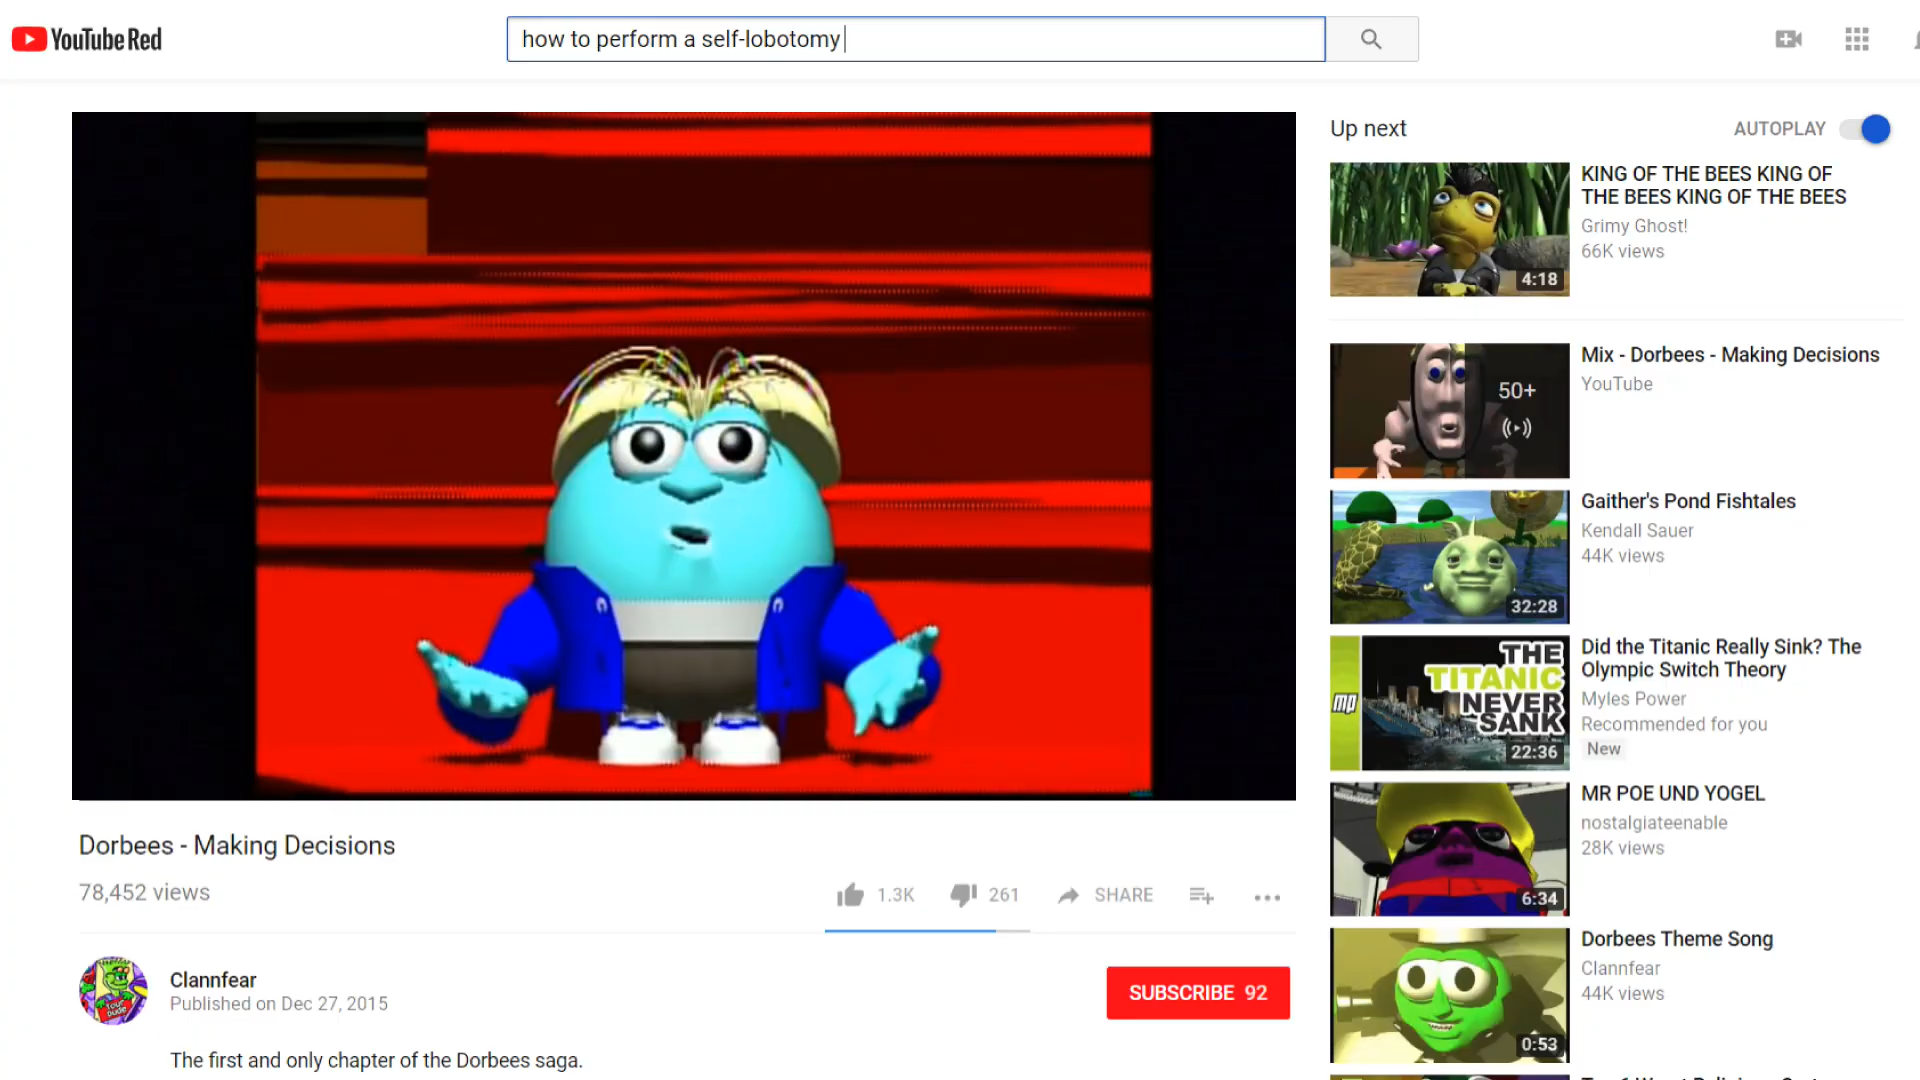 YouTube Red
how to perform a self-lobotomy
Up next
AUTOPLAY
KING OF THE BEES KING OF
THE BEES KING OF THE BEES
Grimy Ghost!
66K views
4:18
Mix - Dorbees - Making Decisions
YouTube
50+
Gaither's Pond Fishtales
Kendall Sauer
44K views
32:28
Did the Titanic Really Sink? The
Olympic Switch Theory
Myles Power
Recommended for you
New
mp
THE
TITANIC
NEVER
SANK
22:36
MR POE UND YOGEL
nostalgiateenable
28K views
6:34
Dorbees Theme Song
Clannfear
44K views
0:53
Dorbees - Making Decisions
78,452 views
1.3K
261
SHARE
Clannfear
Published on Dec 27, 2015
SUBSCRIBE 92
The first and only chapter of the Dorbees saga.